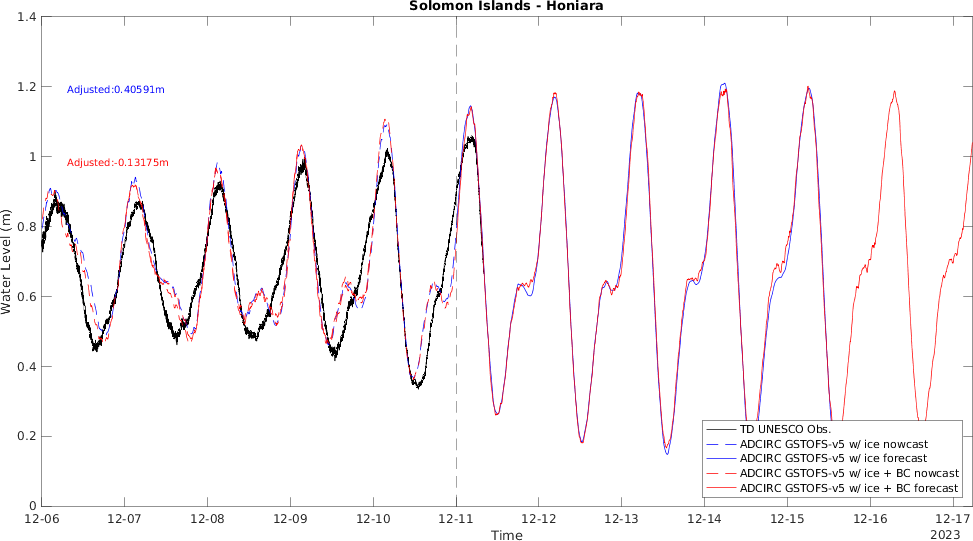 Solomon Islands - Honiara
1.4
1.2
1
0.8
0.6
0.4
0.2
0
Water Level (m)
Adjusted:0.40591m
Adjusted:-0.13175m
TD UNESCO Obs.
ADCIRC GSTOFS-v5 w/ ice nowcast
ADCIRC GSTOFS-v5 w/ ice forecast
ADCIRC GSTOFS-v5 w/ ice + BC nowcast
ADCIRC GSTOFS-v5 w/ ice + BC forecast
12-06 12-07 12-08 12-09 12-10 12-11 12-12 12-13 12-14 12-15 12-16 12-17
Time
2023